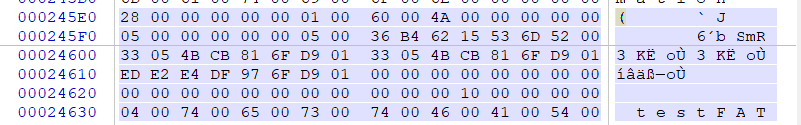 000245E0 28 00 00 00 00 00 01 00 60 00 4A 00 00 00 00 00 ( ` J
000245F0 05 00 00 00 00 00 05 00 36 B4 62 15 53 6D 52 00 6´b SmR
00024600 33 05 4B CB 81 6F D9 01 33 05 4B CB 81 6F D9 01 3 KË oÙ 3 KË oÙ
00024610 ED E2 E4 DF 97 6F D9 01 00 00 00 00 00 00 00 00 íâäß—oÙ
00024620 00 00 00 00 00 00 00 00 00 00 10 00 00 00 00 00
00024630 04 00 74 00 65 00 73 00 74 00 46 00 41 00 54 00 t e s t F A T